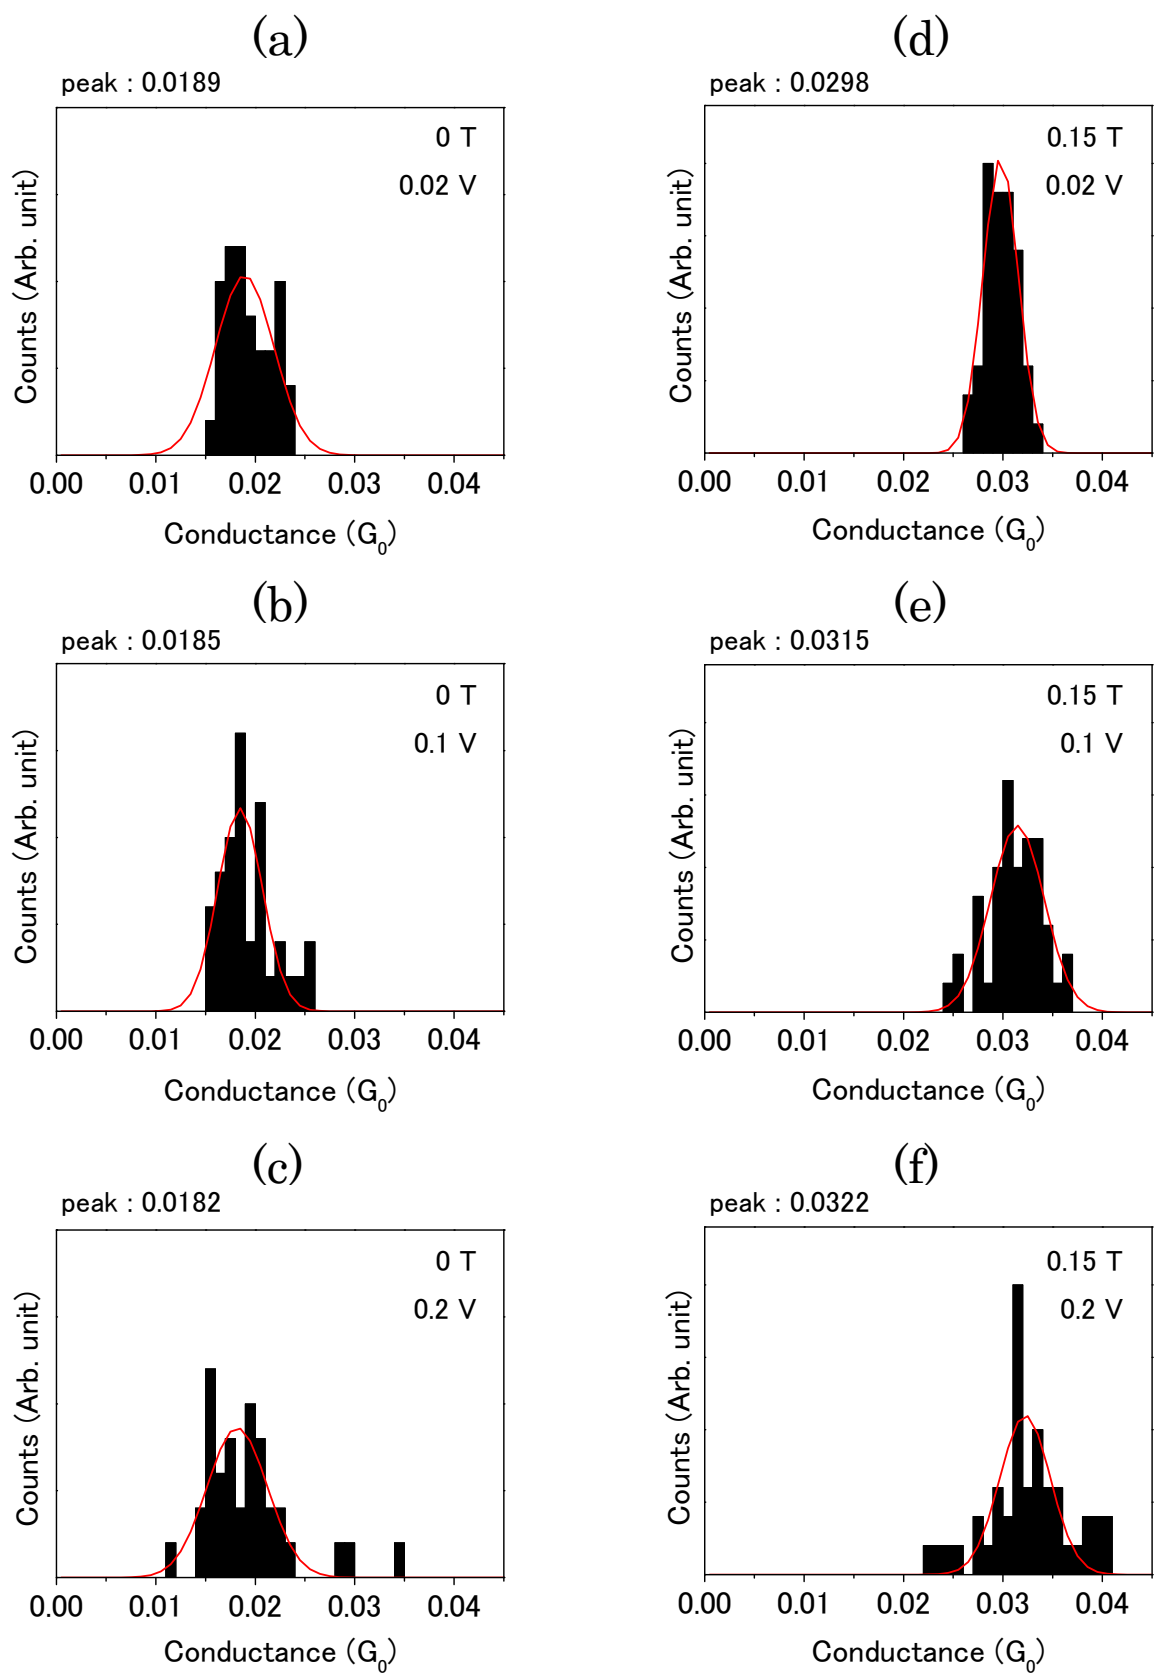 (a)
peak : 0.0189
0 T
0.02 V
Counts (Arb. unit)
0.00 0.01 0.02 0.03 0.04
Conductance (G₀)
(d)
peak : 0.0298
0.15 T
0.02 V
Counts (Arb. unit)
0.00 0.01 0.02 0.03 0.04
Conductance (G₀)
(b)
peak : 0.0185
0 T
0.1 V
Counts (Arb. unit)
0.00 0.01 0.02 0.03 0.04
Conductance (G₀)
(e)
peak : 0.0315
0.15 T
0.1 V
Counts (Arb. unit)
0.00 0.01 0.02 0.03 0.04
Conductance (G₀)
(c)
peak : 0.0182
0 T
0.2 V
Counts (Arb. unit)
0.00 0.01 0.02 0.03 0.04
Conductance (G₀)
(f)
peak : 0.0322
0.15 T
0.2 V
Counts (Arb. unit)
0.00 0.01 0.02 0.03 0.04
Conductance (G₀)